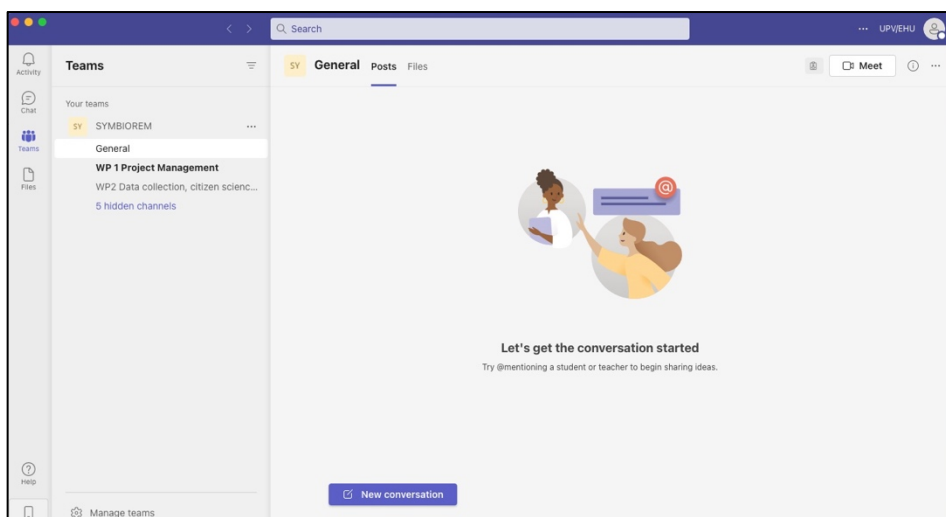 Search
UPV/EHU
Activity
Chat
Teams
Files
Help
Teams
Your teams
SY SYMBIOREM
General
WP 1 Project Management
WP2 Data collection, citizen scienc...
5 hidden channels
Manage teams
SY General Posts Files
Meet
@
Let's get the conversation started
Try @mentioning a student or teacher to begin sharing ideas.
New conversation